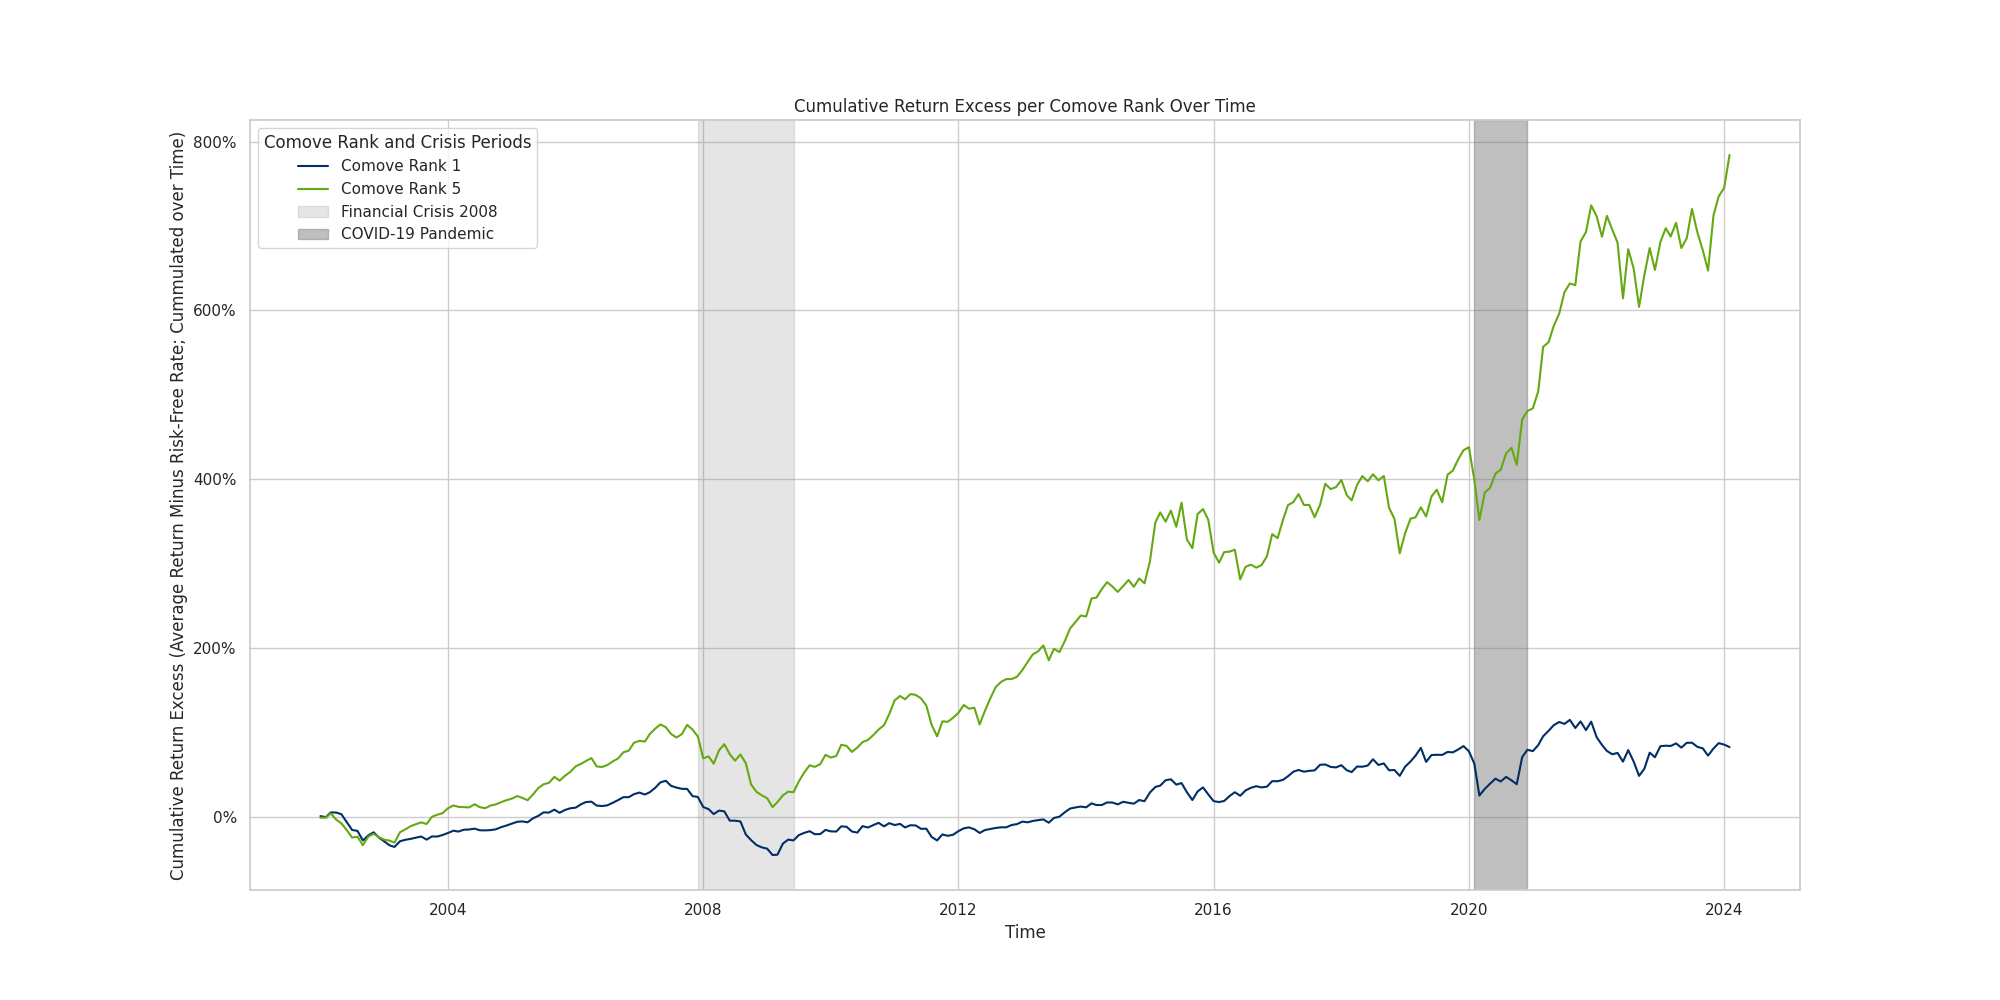 Cumulative Return Excess per Comove Rank Over Time
Cumulative Return Excess (Average Return Minus Risk-Free Rate; Cummulated over Time)
800%
600%
400%
200%
0%
Comove Rank and Crisis Periods
Comove Rank 1
Comove Rank 5
Financial Crisis 2008
COVID-19 Pandemic
2004 2008 2012 2016 2020 2024
Time